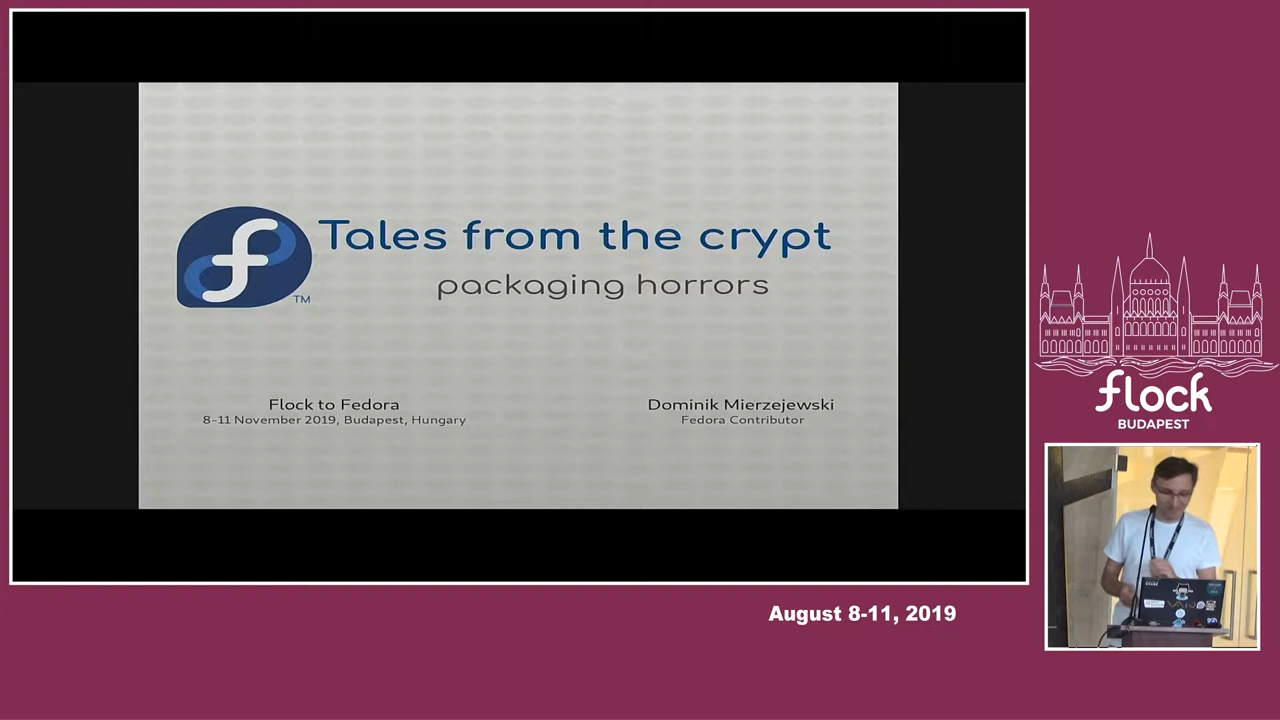 Tales from the crypt
packaging horrors
TM
Flock to Fedora
8-11 November 2019, Budapest, Hungary
Dominik Mierzejewski
Fedora Contributor
flock
BUDAPEST
August 8-11, 2019